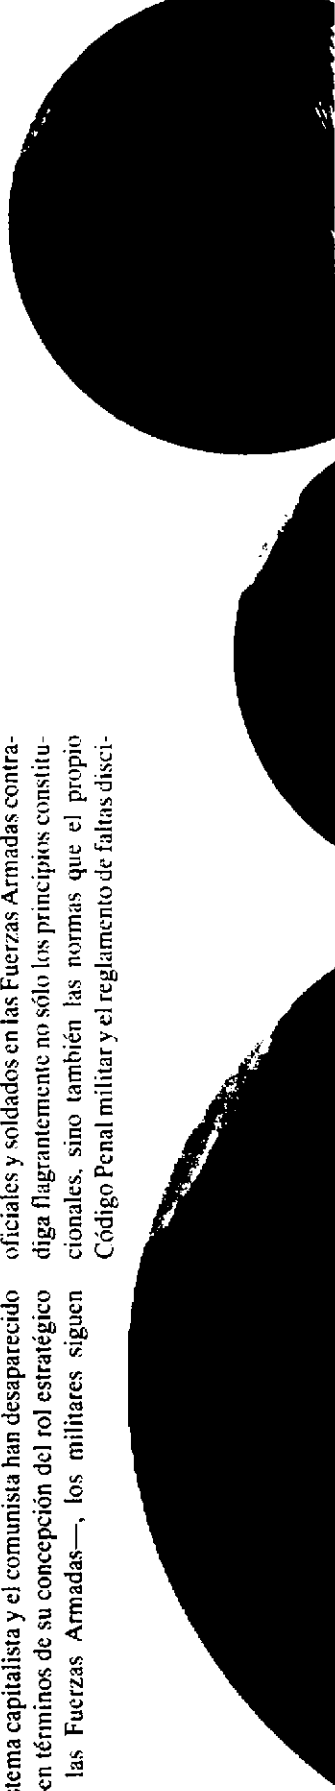 tema capitalista y el comunista han desaparecido
en términos de su concepción del rol estratégico
las Fuerzas Armadas—, los militares siguen
oficiales y soldados en las Fuerzas Armadas contra-
diga flagrantemente no sólo los principios constitu-
cionales, sino también las normas que el propio
Código Penal militar y el reglamento de faltas disci-